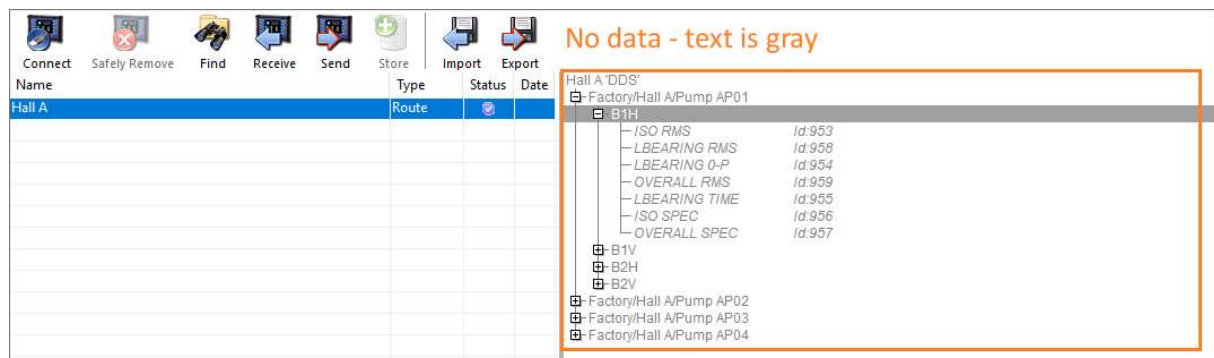 No data - text is gray
Connect Safely Remove Find Receive Send Store Import Export
Name Type Status Date
Hall A Route
Hall A 'DDS'
Factory/Hall A/Pump AP01
B1H
ISO RMS Id:953
LBEARING RMS Id:958
LBEARING 0-P Id:954
OVERALL RMS Id:959
LBEARING TIME Id:955
ISO SPEC Id:956
OVERALL SPEC Id:957
B1V
B2H
B2V
Factory/Hall A/Pump AP02
Factory/Hall A/Pump AP03
Factory/Hall A/Pump AP04